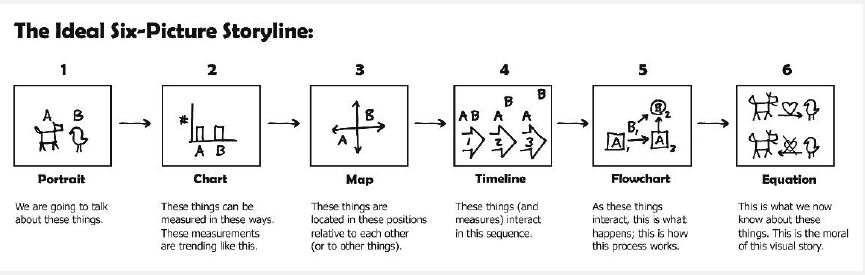 The Ideal Six-Picture Storyline:
1
2
3
4
5
6
A B
#
A B
B
A
B
B
A B A A
1 2 3
B 2
B 1
A 1
A 2
Portrait
Chart
Map
Timeline
Flowchart
Equation
We are going to talk
about these things.
These things can be
measured in these ways.
These measurements
are trending like this.
These things are
located in these positions
relative to each other
(or to other things).
These things (and
measures) interact
in this sequence.
As these things
interact, this is what
happens; this is how
this process works.
This is what we now
know about these
things. This is the moral
of this visual story.